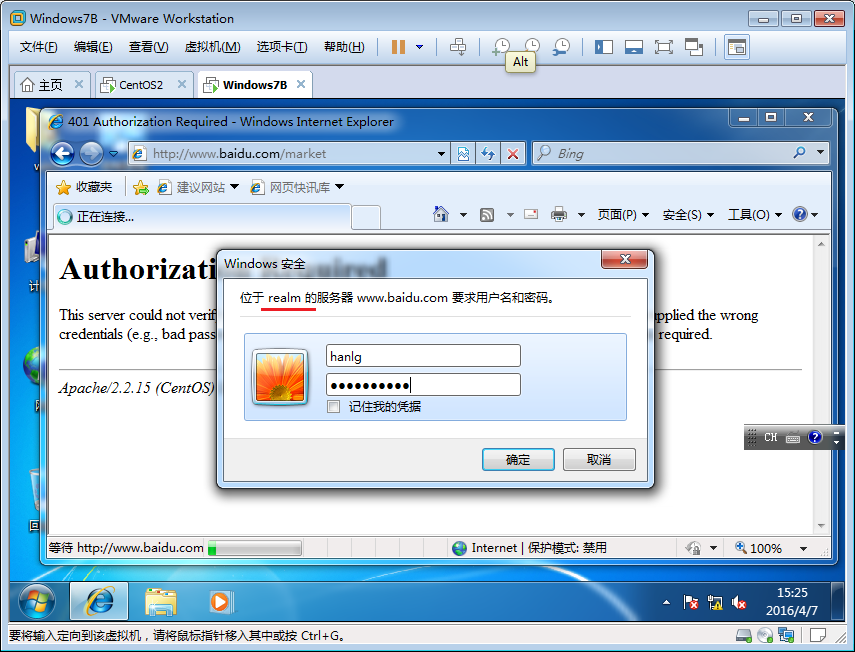 Windows7B - VMware Workstation
文件(F) 编辑(E) 查看(V) 虚拟机(M) 选项卡(T) 帮助(H)
Alt
主页 CentOS2 Windows7B
401 Authorization Required - Windows Internet Explorer
http://www.baidu.com/market Bing
收藏夹 建议网站 网页快讯库
正在连接... 页面(P) 安全(S) 工具(O)
Authorization Required
Windows 安全
位于 realm 的服务器 www.baidu.com 要求用户名和密码。
This server could not verif
pplied the wrong
credentials (e.g., bad pass
required.
hanlg
●●●●●●●●●●
记住我的凭据
Apache/2.2.15 (CentOS)
CH
确定 取消
等待 http://www.baidu.com Internet | 保护模式: 禁用 100%
15:25
2016/4/7
要将输入定向到该虚拟机，请将鼠标指针移入其中或按 Ctrl+G。